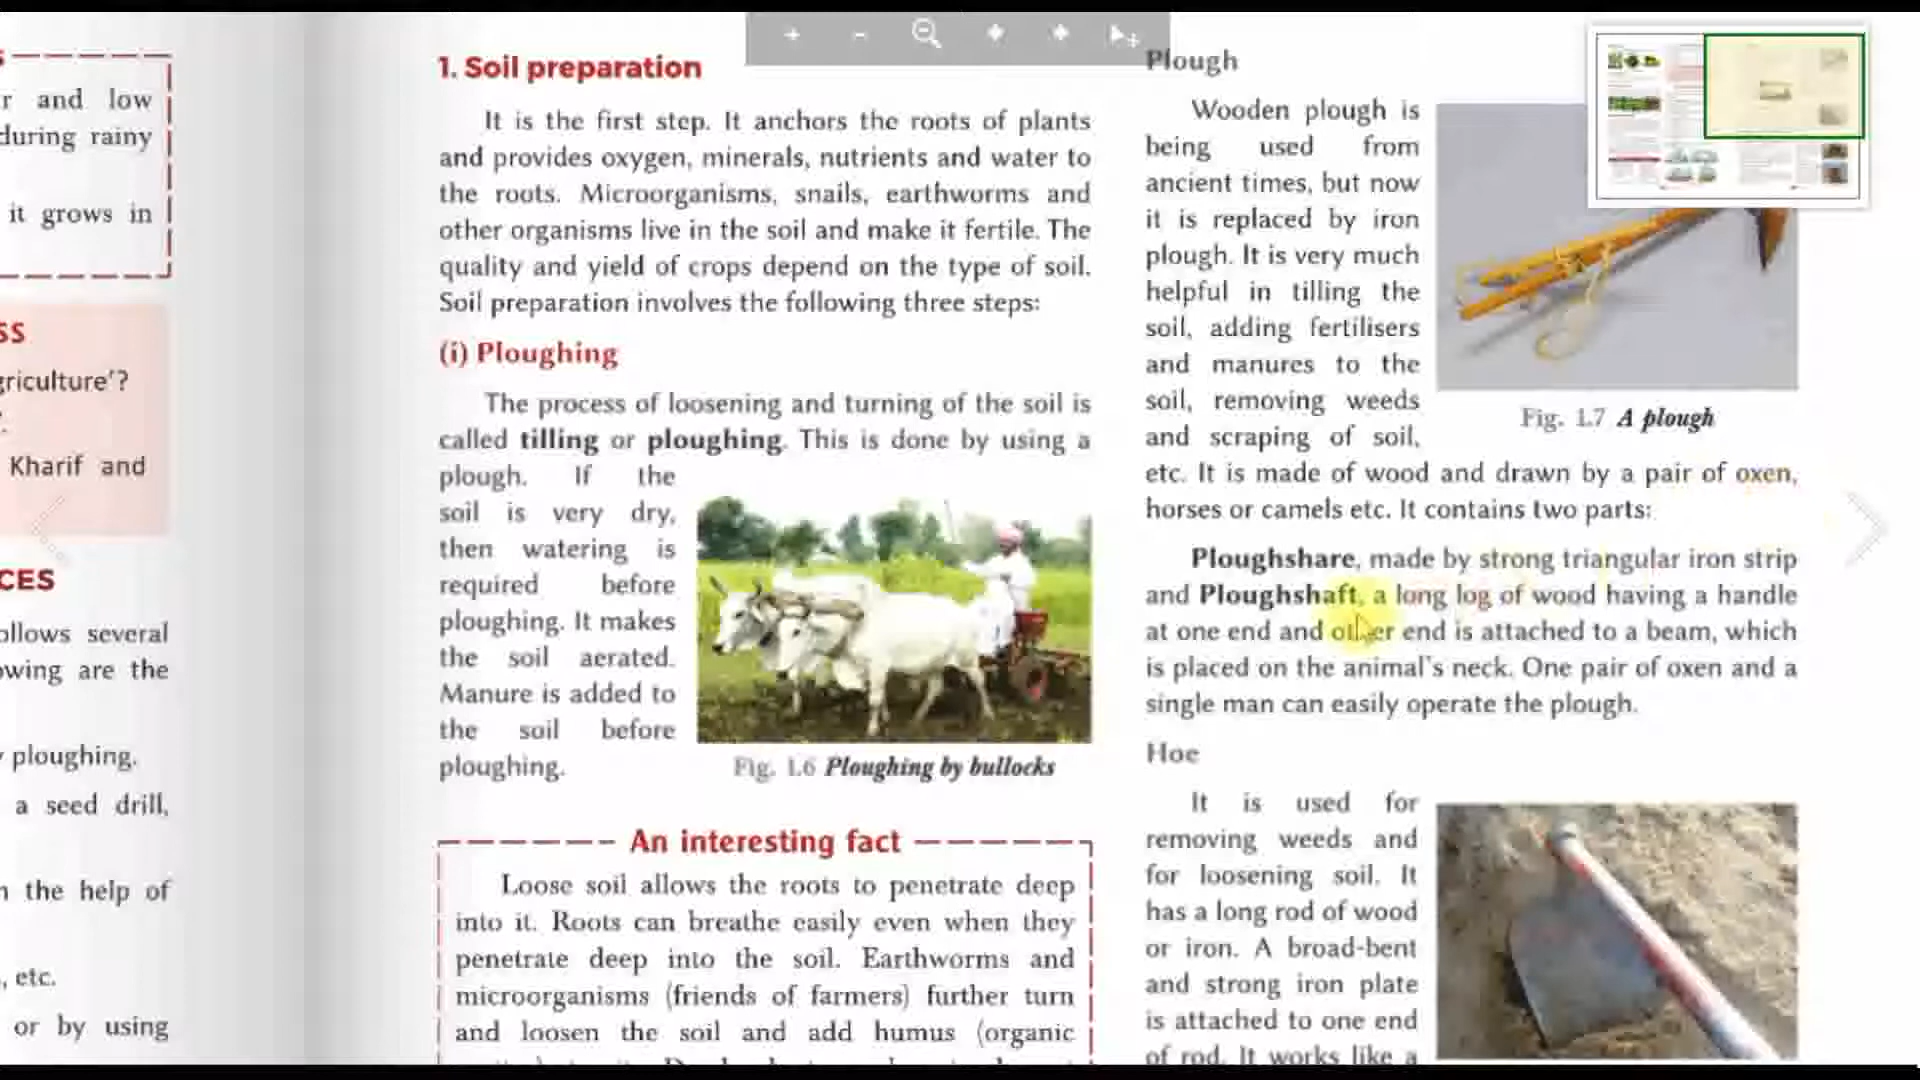 r and low
during rainy
it grows in
SS
griculture'?
Kharif and
CES
ollows several
owing are the
ploughing.
a seed drill,
n the help of
, etc.
or by using
1. Soil preparation
It is the first step. It anchors the roots of plants
and provides oxygen, minerals, nutrients and water to
the roots. Microorganisms, snails, earthworms and
other organisms live in the soil and make it fertile. The
quality and yield of crops depend on the type of soil.
Soil preparation involves the following three steps:
(i) Ploughing
The process of loosening and turning of the soil is
called tilling or ploughing. This is done by using a
plough. If the
soil is very dry,
then watering is
required before
ploughing. It makes
the soil aerated.
Manure is added to
the soil before
ploughing.
Fig. 1.6 Ploughing by bullocks
An interesting fact
Loose soil allows the roots to penetrate deep
into it. Roots can breathe easily even when they
penetrate deep into the soil. Earthworms and
microorganisms (friends of farmers) further turn
and loosen the soil and add humus (organic
Plough
Wooden plough is
being used from
ancient times, but now
it is replaced by iron
plough. It is very much
helpful in tilling the
soil, adding fertilisers
and manures to the
soil, removing weeds
and scraping of soil,
etc. It is made of wood and drawn by a pair of oxen,
horses or camels etc. It contains two parts:
Fig. 1.7 A plough
Ploughshare, made by strong triangular iron strip
and Ploughshaft, a long log of wood having a handle
at one end and other end is attached to a beam, which
is placed on the animal's neck. One pair of oxen and a
single man can easily operate the plough.
Hoe
It is used for
removing weeds and
for loosening soil. It
has a long rod of wood
or iron. A broad-bent
and strong iron plate
is attached to one end
of rod. It works like a